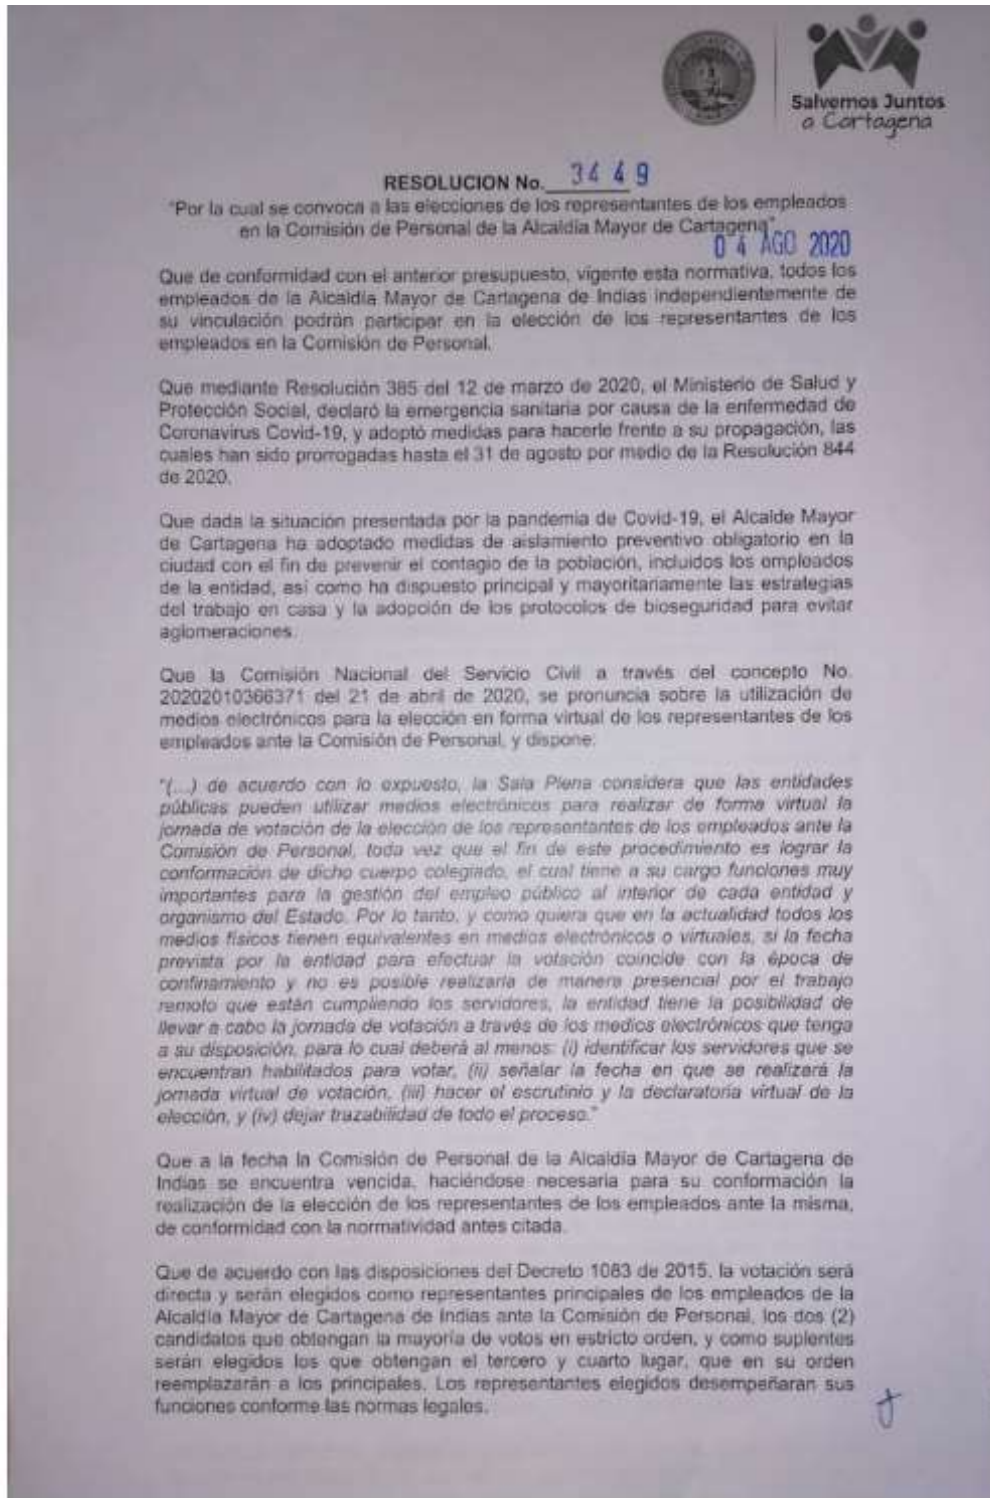 Salvemos Juntos
a Cartagena
RESOLUCION No. 3449
"Por la cual se convoca a las elecciones de los representantes de los empleados
en la Comisión de Personal de la Alcaldía Mayor de Cartagena"
04 AGO 2020
Que de conformidad con el anterior presupuesto, vigente esta normativa, todos los
empleados de la Alcaldía Mayor de Cartagena de Indias independientemente de
su vinculación podrán participar en la elección de los representantes de los
empleados en la Comisión de Personal.
Que mediante Resolución 385 del 12 de marzo de 2020, el Ministerio de Salud y
Protección Social, declaró la emergencia sanitaria por causa de la enfermedad de
Coronavirus Covid-19, y adoptó medidas para hacerle frente a su propagación, las
cuales han sido prorrogadas hasta el 31 de agosto por medio de la Resolución 844
de 2020.
Que dada la situación presentada por la pandemia de Covid-19, el Alcalde Mayor
de Cartagena ha adoptado medidas de aislamiento preventivo obligatorio en la
ciudad con el fin de prevenir el contagio de la población, incluidos los empleados
de la entidad, así como ha dispuesto principal y mayoritariamente las estrategias
del trabajo en casa y la adopción de los protocolos de bioseguridad para evitar
aglomeraciones.
Que la Comisión Nacional del Servicio Civil a través del concepto No.
20202010366371 del 21 de abril de 2020, se pronuncia sobre la utilización de
medios electrónicos para la elección en forma virtual de los representantes de los
empleados ante la Comisión de Personal, y dispone:
"(...) de acuerdo con lo expuesto, la Sala Plena considera que las entidades
públicas pueden utilizar medios electrónicos para realizar de forma virtual la
jornada de votación de la elección de los representantes de los empleados ante la
Comisión de Personal, toda vez que el fin de este procedimiento es lograr la
conformación de dicho cuerpo colegiado, el cual tiene a su cargo funciones muy
importantes para la gestión del empleo público al interior de cada entidad y
organismo del Estado. Por lo tanto, y como quiera que en la actualidad todos los
medios físicos tienen equivalentes en medios electrónicos o virtuales, si la fecha
prevista por la entidad para efectuar la votación coincide con la época de
confinamiento y no es posible realizarla de manera presencial por el trabajo
remoto que están cumpliendo los servidores, la entidad tiene la posibilidad de
llevar a cabo la jornada de votación a través de los medios electrónicos que tenga
a su disposición, para lo cual deberá al menos: (i) identificar los servidores que se
encuentran habilitados para votar, (ii) señalar la fecha en que se realizará la
jornada virtual de votación, (iii) hacer el escrutinio y la declaratoria virtual de la
elección, y (iv) dejar trazabilidad de todo el proceso."
Que a la fecha la Comisión de Personal de la Alcaldía Mayor de Cartagena de
Indias se encuentra vencida, haciéndose necesaria para su conformación la
realización de la elección de los representantes de los empleados ante la misma,
de conformidad con la normatividad antes citada.
Que de acuerdo con las disposiciones del Decreto 1083 de 2015, la votación será
directa y serán elegidos como representantes principales de los empleados de la
Alcaldía Mayor de Cartagena de Indias ante la Comisión de Personal, los dos (2)
candidatos que obtengan la mayoría de votos en estricto orden, y como suplentes
serán elegidos los que obtengan el tercero y cuarto lugar, que en su orden
reemplazarán a los principales. Los representantes elegidos desempeñaran sus
funciones conforme las normas legales.